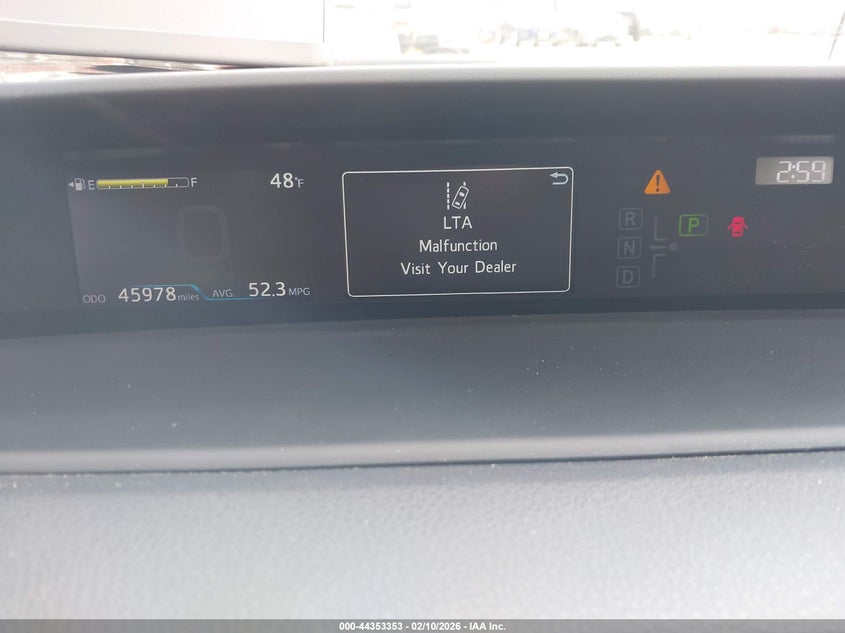 E F 48°F
ODO 45978 miles AVG. 52.3 MPG
LTA
Malfunction
Visit Your Dealer
2:59
R
N P
D
000-44353353 - 02/10/2026 - IAA Inc.